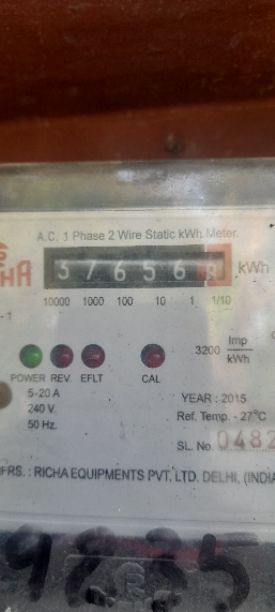 A.C. 1 Phase 2 Wire Static kWh Meter.
37656 kWh
10000 1000 100 10 1 1/10
3200 Imp/kWh
POWER REV. EFLT CAL
5-20 A
240 V.
50 Hz.
YEAR : 2015
Ref. Temp. - 27°C
SL. No. 0482
MFRS. : RICHA EQUIPMENTS PVT. LTD. DELHI, (INDIA